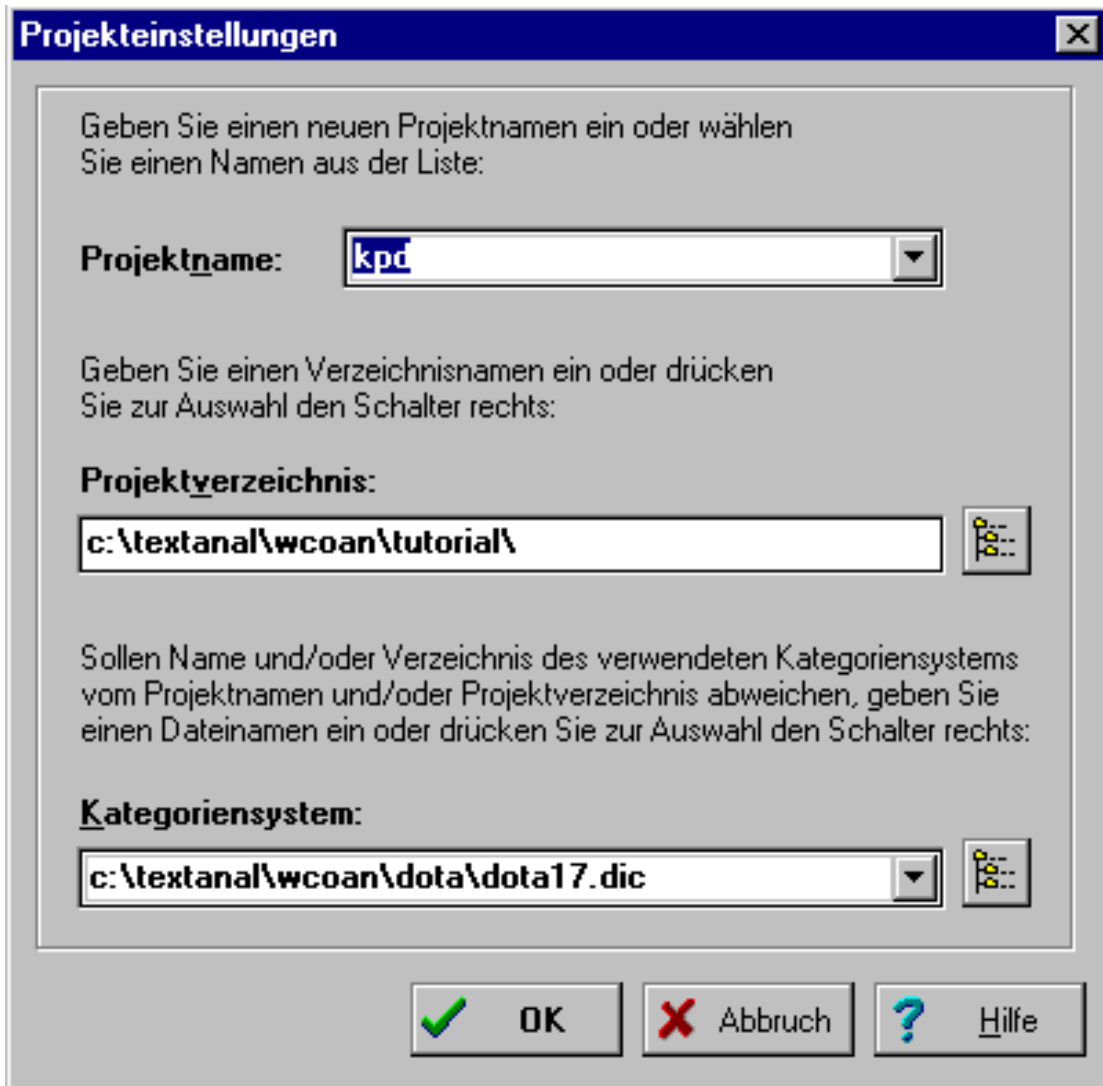 Projekteinstellungen
Geben Sie einen neuen Projektnamen ein oder wählen
Sie einen Namen aus der Liste:
Projektname: kpd
Geben Sie einen Verzeichnisnamen ein oder drücken
Sie zur Auswahl den Schalter rechts:
Projektverzeichnis:
c:\textanal\wcoan\tutorial\
Sollen Name und/oder Verzeichnis des verwendeten Kategoriensystems
vom Projektnamen und/oder Projektverzeichnis abweichen, geben Sie
einen Dateinamen ein oder drücken Sie zur Auswahl den Schalter rechts:
Kategoriensystem:
c:\textanal\wcoan\dota\dota17.dic
OK Abbruch Hilfe